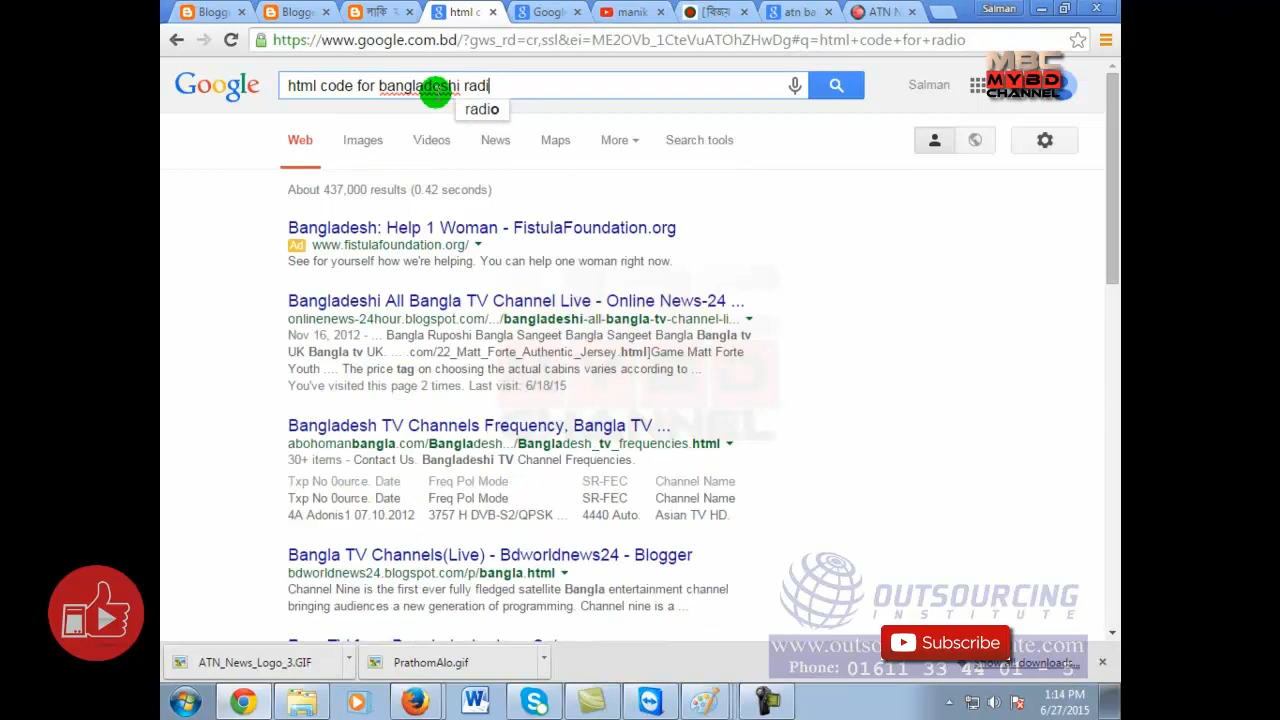 Blogg
Blogge
লাকি
html c
Google
manik
[বিজয়
atn ba
ATN N
Salman
https://www.google.com.bd/?gws_rd=cr,ssl&ei=ME2OVb_1CteVuATOhZHwDg#q=html+code+for+radio
MBC
MYBD
CHANNEL
Google
html code for bangladeshi radi
Salman
radio
Web
Images
Videos
News
Maps
More
Search tools
About 437,000 results (0.42 seconds)
Bangladesh: Help 1 Woman - FistulaFoundation.org
Ad www.fistulafoundation.org/
See for yourself how we're helping. You can help one woman right now.
Bangladeshi All Bangla TV Channel Live - Online News-24 ...
onlinenews-24hour.blogspot.com/.../bangladeshi-all-bangla-tv-channel-li...
Nov 16, 2012 - ... Bangla Ruposhi Bangla Sangeet Bangla Sangeet Bangla Bangla tv
UK Bangla tv UK. ... .com/22_Matt_Forte_Authentic_Jersey.html]Game Matt Forte
Youth .... The price tag on choosing the actual cabins varies according to ...
You've visited this page 2 times. Last visit: 6/18/15
MBC
MYBD
CHANNEL
Bangladesh TV Channels Frequency, Bangla TV ...
abohomanbangla.com/Bangladesh.../Bangladesh_tv_frequencies.html
30+ items - Contact Us. Bangladeshi TV Channel Frequencies.
Txp No 0urce. Date Freq Pol Mode SR-FEC Channel Name
Txp No 0urce. Date Freq Pol Mode SR-FEC Channel Name
4A Adonis1 07.10.2012 3757 H DVB-S2/QPSK ... 4440 Auto. Asian TV HD.
Bangla TV Channels(Live) - Bdworldnews24 - Blogger
bdworldnews24.blogspot.com/p/bangla.html
Channel Nine is the first ever fully fledged satellite Bangla entertainment channel
bringing audiences a new generation of programming. Channel nine is a ...
OUTSOURCING
INSTITUTE
Subscribe
Phone: 01611 33 44 01 - 3
Show all downloads...
ATN_News_Logo_3.GIF
PrathomAlo.gif
1:14 PM
6/27/2015